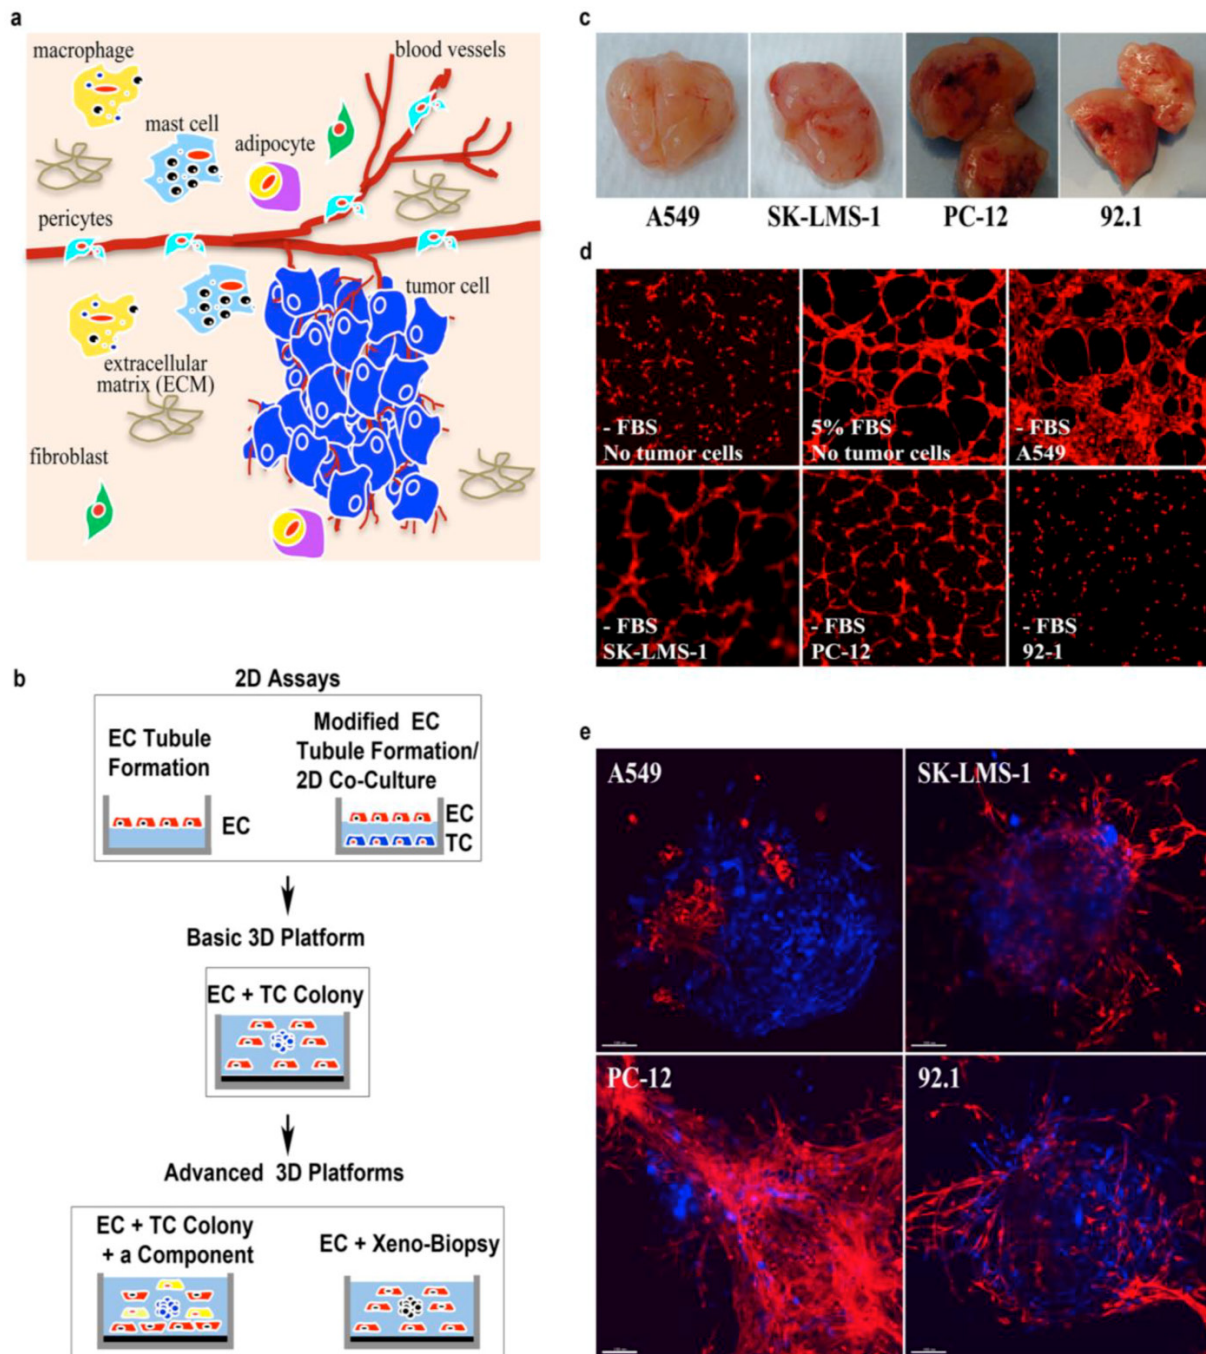 a
macrophage
blood vessels
mast cell
adipocyte
pericytes
tumor cell
extracellular
matrix (ECM)
fibroblast
b
2D Assays
EC Tubule
Formation
EC
Modified EC
Tubule Formation/
2D Co-Culture
EC
TC
Basic 3D Platform
EC + TC Colony
Advanced 3D Platforms
EC + TC Colony
+ a Component
EC + Xeno-Biopsy
c
A549
SK-LMS-1
PC-12
92.1
d
- FBS
No tumor cells
5% FBS
No tumor cells
- FBS
A549
- FBS
SK-LMS-1
- FBS
PC-12
- FBS
92-1
e
A549
SK-LMS-1
PC-12
92.1